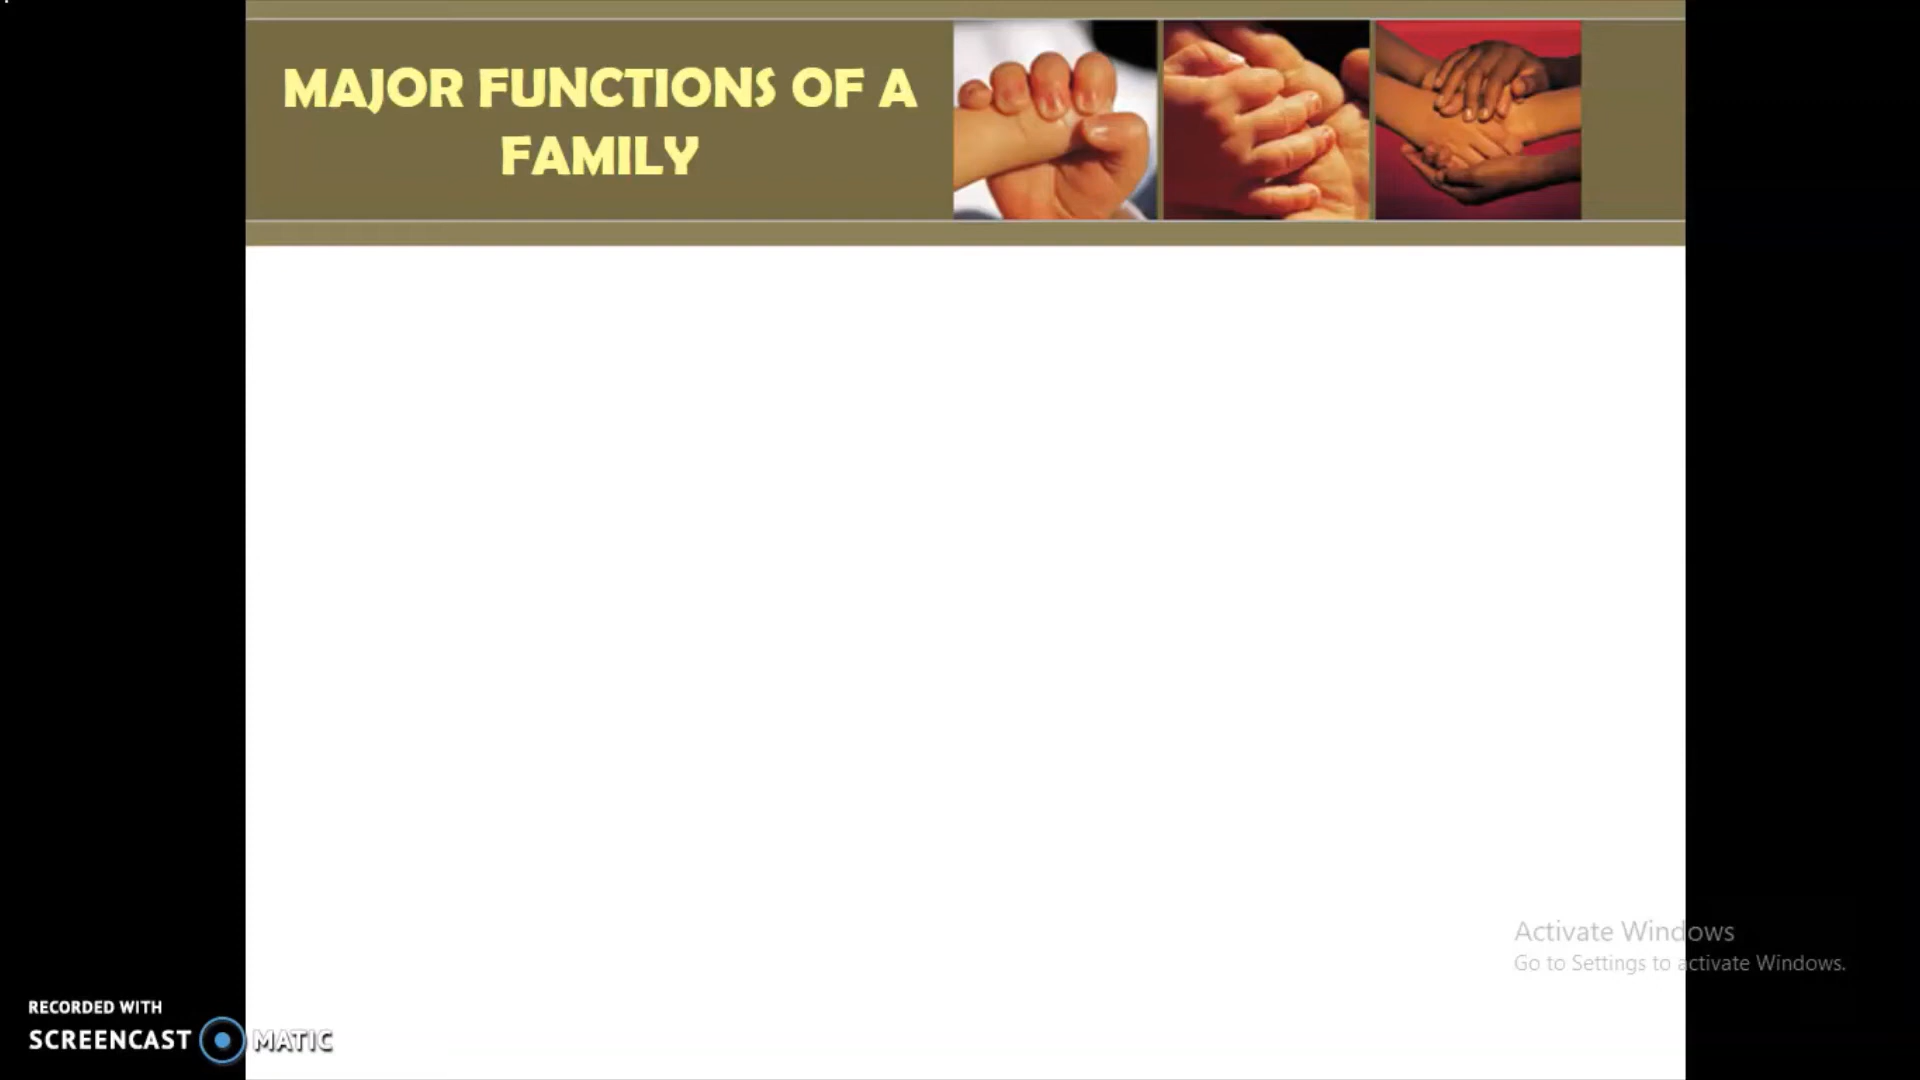 MAJOR FUNCTIONS OF A
FAMILY
Activate Windows
Go to Settings to activate Windows.
RECORDED WITH
SCREENCAST MATIC